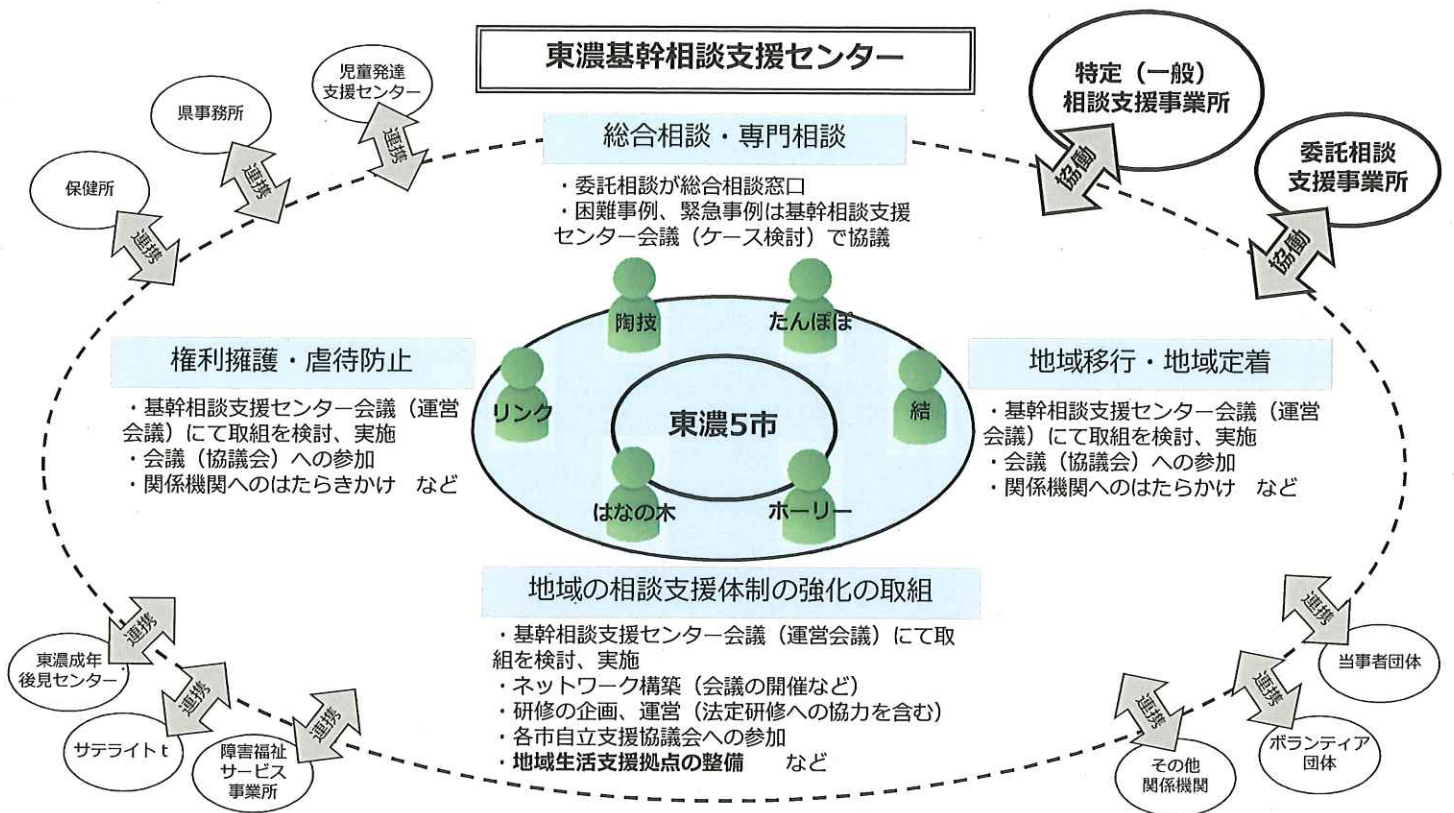 東濃基幹相談支援センター
児童発達
支援センター
連携
県事務所
連携
保健所
連携
特定（一般）
相談支援事業所
協働
委託相談
支援事業所
協働
総合相談・専門相談
・委託相談が総合相談窓口
・困難事例、緊急事例は基幹相談支援
センター会議（ケース検討）で協議
陶技
たんぽぽ
リンク
結
東濃5市
はなの木
ホーリー
権利擁護・虐待防止
・基幹相談支援センター会議（運営
会議）にて取組を検討、実施
・会議（協議会）への参加
・関係機関へのはたらきかけ　など
地域移行・地域定着
・基幹相談支援センター会議（運営
会議）にて取組を検討、実施
・会議（協議会）への参加
・関係機関へのはたらかけ　など
地域の相談支援体制の強化の取組
・基幹相談支援センター会議（運営会議）にて取
組を検討、実施
・ネットワーク構築（会議の開催など）
・研修の企画、運営（法定研修への協力を含む）
・各市自立支援協議会への参加
・地域生活支援拠点の整備　　など
連携
東濃成年
後見センター
連携
サテライトt
連携
障害福祉
サービス
事業所
連携
当事者団体
連携
ボランティア
団体
連携
その他
関係機関